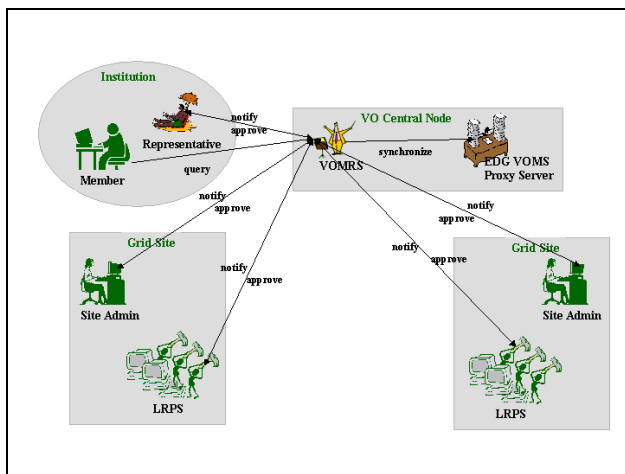 Institution
notify
approve
Representative
Member
query
VO Central Node
VOMRS
synchronize
EDG VOMS
Proxy Server
notify
approve
notify
approve
notify
approve
notify
approve
Grid Site
Site Admin
LRPS
Grid Site
Site Admin
LRPS